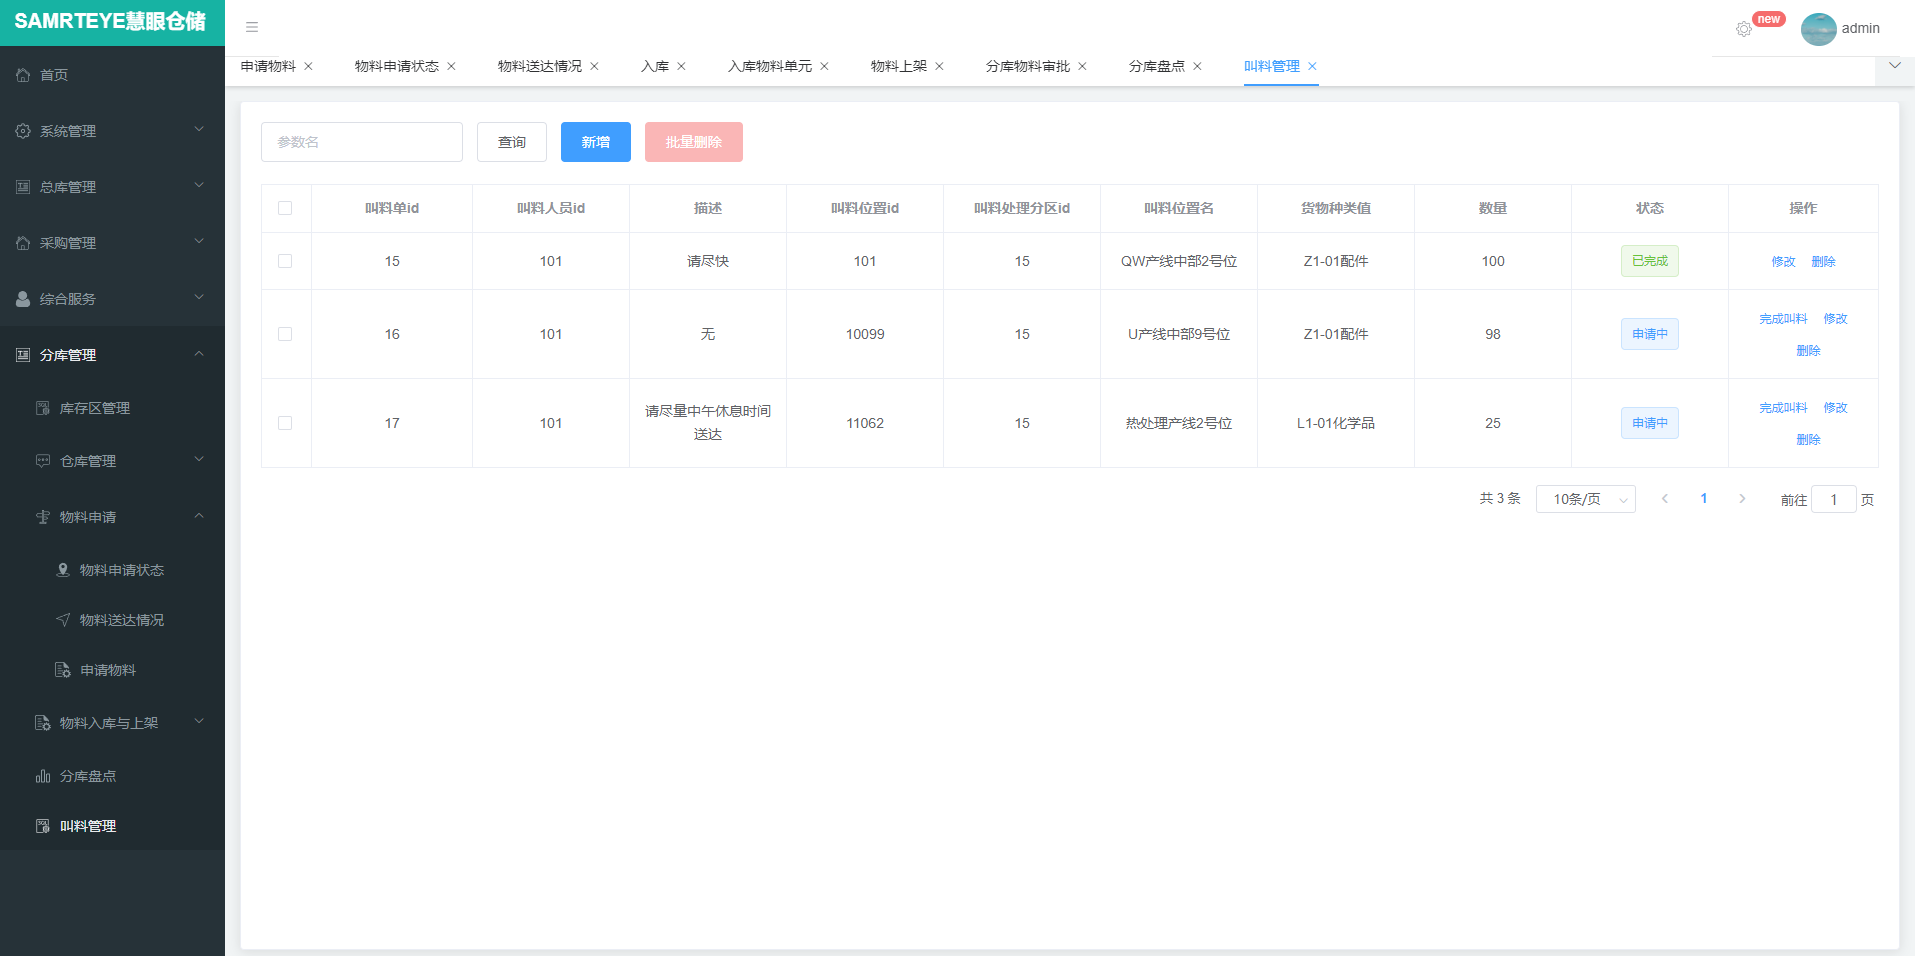 SAMRTEYE慧眼仓储
new
admin
首页
系统管理
总库管理
采购管理
综合服务
分库管理
库存区管理
仓库管理
物料申请
物料申请状态
物料送达情况
申请物料
物料入库与上架
分库盘点
叫料管理
申请物料 物料申请状态 物料送达情况 入库 入库物料单元 物料上架 分库物料审批 分库盘点 叫料管理
参数名 查询 新增 批量删除
叫料单id 叫料人员id 描述 叫料位置id 叫料处理分区id 叫料位置名 货物种类值 数量 状态 操作
15 101 请尽快 101 15 QW产线中部2号位 Z1-01配件 100 已完成 修改 删除
16 101 无 10099 15 U产线中部9号位 Z1-01配件 98 申请中 完成叫料 修改
删除
17 101 请尽量中午休息时间
送达 11062 15 热处理产线2号位 L1-01化学品 25 申请中 完成叫料 修改
删除
共 3 条 10条/页 1 前往 1 页